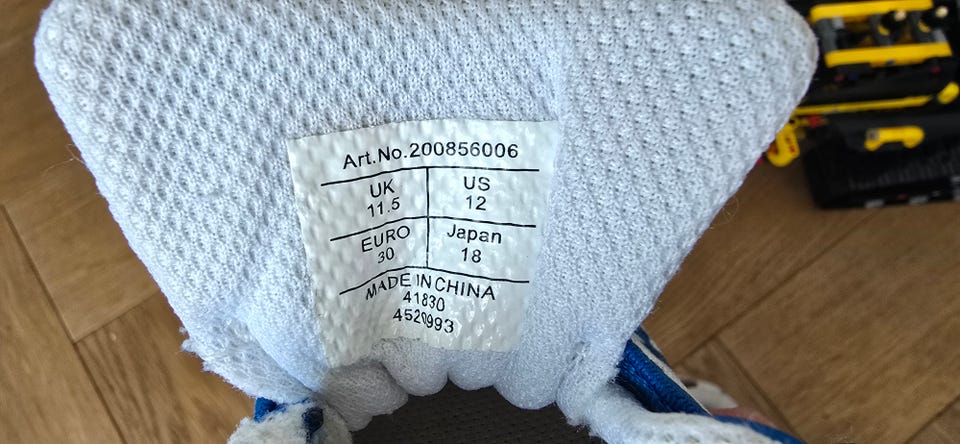 Art.No.200856006
UK US
11.5 12
EURO Japan
30 18
MADE IN CHINA
41830
4520993